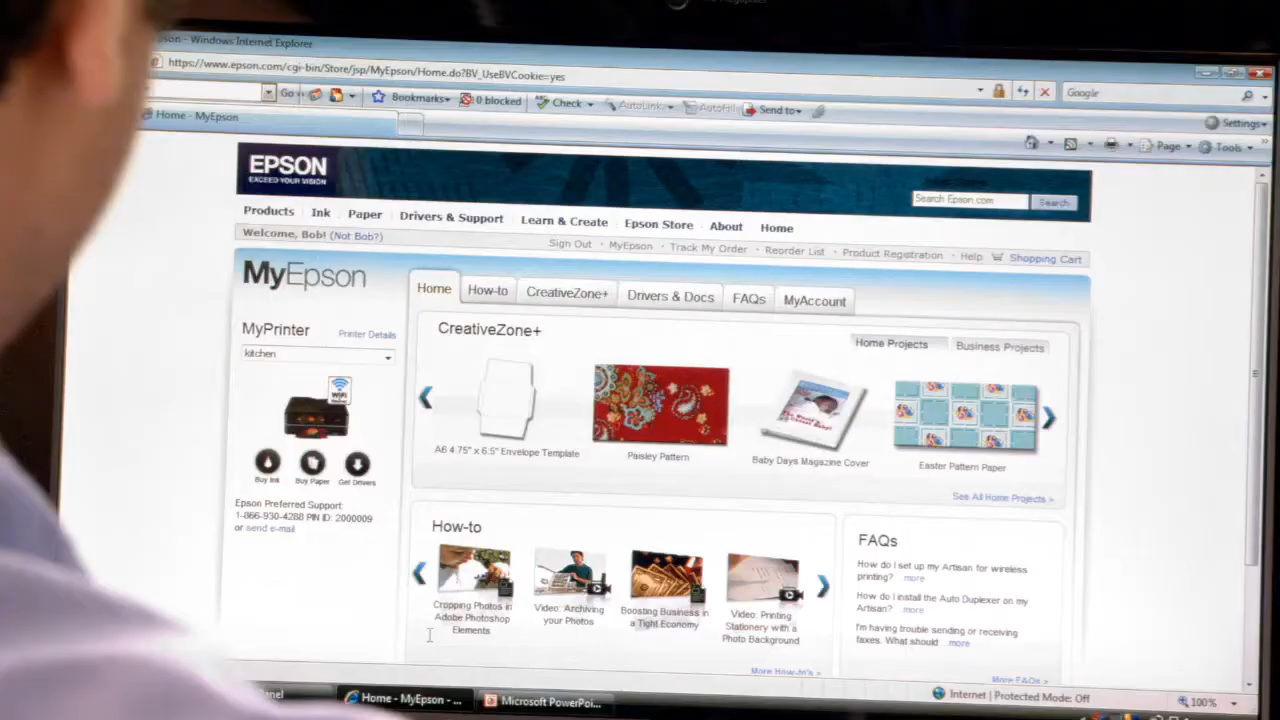 Epson - Windows Internet Explorer
https://www.epson.com/cgi-bin/Store/jsp/MyEpson/Home.do?BV_UseBVCookie=yes
Google
Go
Bookmarks
0 blocked
Check
AutoLink
AutoFill
Send to
Settings
Home - MyEpson
Page
Tools
EPSON
EXCEED YOUR VISION
Search Epson.com
Search
Products Ink Paper Drivers & Support Learn & Create Epson Store About Home
Welcome, Bob! (Not Bob?)
Sign Out · MyEpson · Track My Order · Reorder List · Product Registration · Help Shopping Cart
MyEpson
Home How-to CreativeZone+ Drivers & Docs FAQs MyAccount
MyPrinter Printer Details
kitchen
WiFi
Buy Ink Buy Paper Get Drivers
Epson Preferred Support:
1-866-930-4288 PIN ID: 2000009
or send e-mail
CreativeZone+
Home Projects Business Projects
A6 4.75" x 6.5" Envelope Template
Paisley Pattern
Baby Days Magazine Cover
Easter Pattern Paper
See All Home Projects >
How-to
Cropping Photos in
Adobe Photoshop
Elements
Video: Archiving
your Photos
Boosting Business in
a Tight Economy
Video: Printing
Stationery with a
Photo Background
More How-to's >
FAQs
How do I set up my Artisan for wireless
printing? more
How do I install the Auto Duplexer on my
Artisan? more
I'm having trouble sending or receiving
faxes. What should ...more
More FAQs >
Internet | Protected Mode: Off
100%
Home - MyEpson - ...
Microsoft PowerPoi...